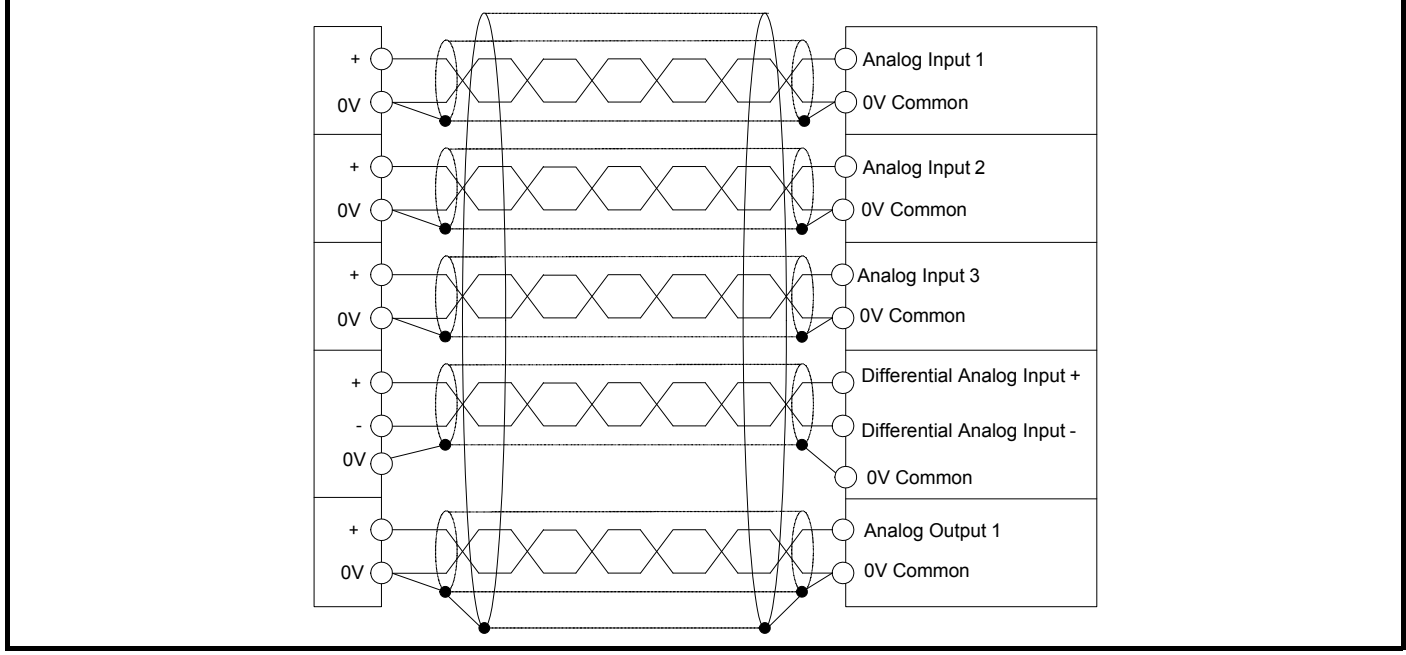 + Analog Input 1
0V 0V Common
+ Analog Input 2
0V 0V Common
+ Analog Input 3
0V 0V Common
+ Differential Analog Input +
- Differential Analog Input -
0V 0V Common
+ Analog Output 1
0V 0V Common